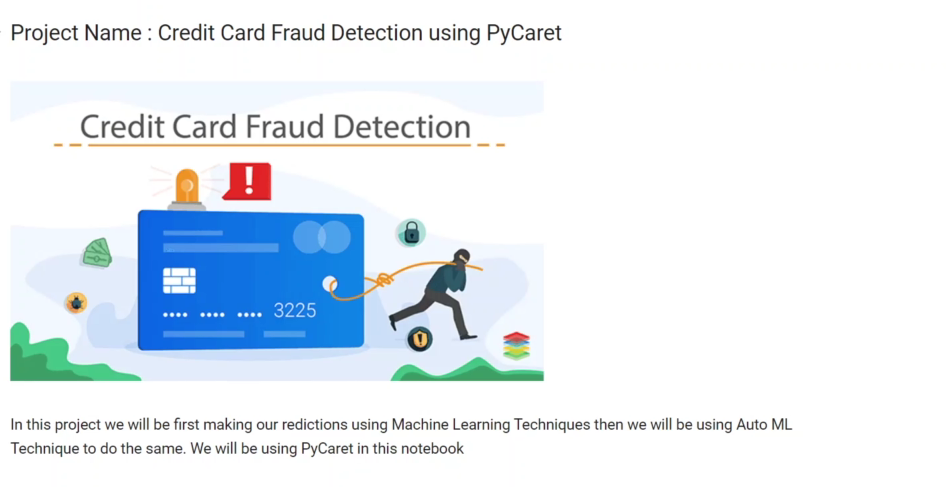 Project Name : Credit Card Fraud Detection using PyCaret
Credit Card Fraud Detection
!
•••• •••• •••• 3225
!
In this project we will be first making our redictions using Machine Learning Techniques then we will be using Auto ML
Technique to do the same. We will be using PyCaret in this notebook